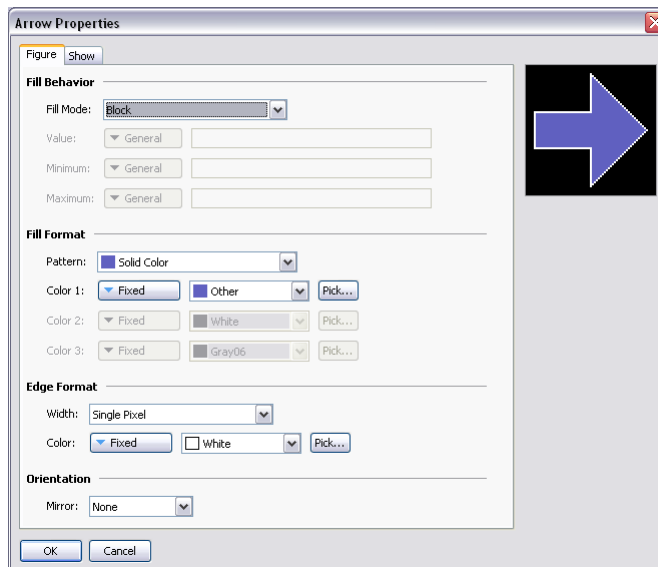 Arrow Properties
Figure Show
Fill Behavior
Fill Mode: Block
Value: General
Minimum: General
Maximum: General
Fill Format
Pattern: Solid Color
Color 1: Fixed Other Pick...
Color 2: Fixed White Pick...
Color 3: Fixed Gray06 Pick...
Edge Format
Width: Single Pixel
Color: Fixed White Pick...
Orientation
Mirror: None
OK Cancel